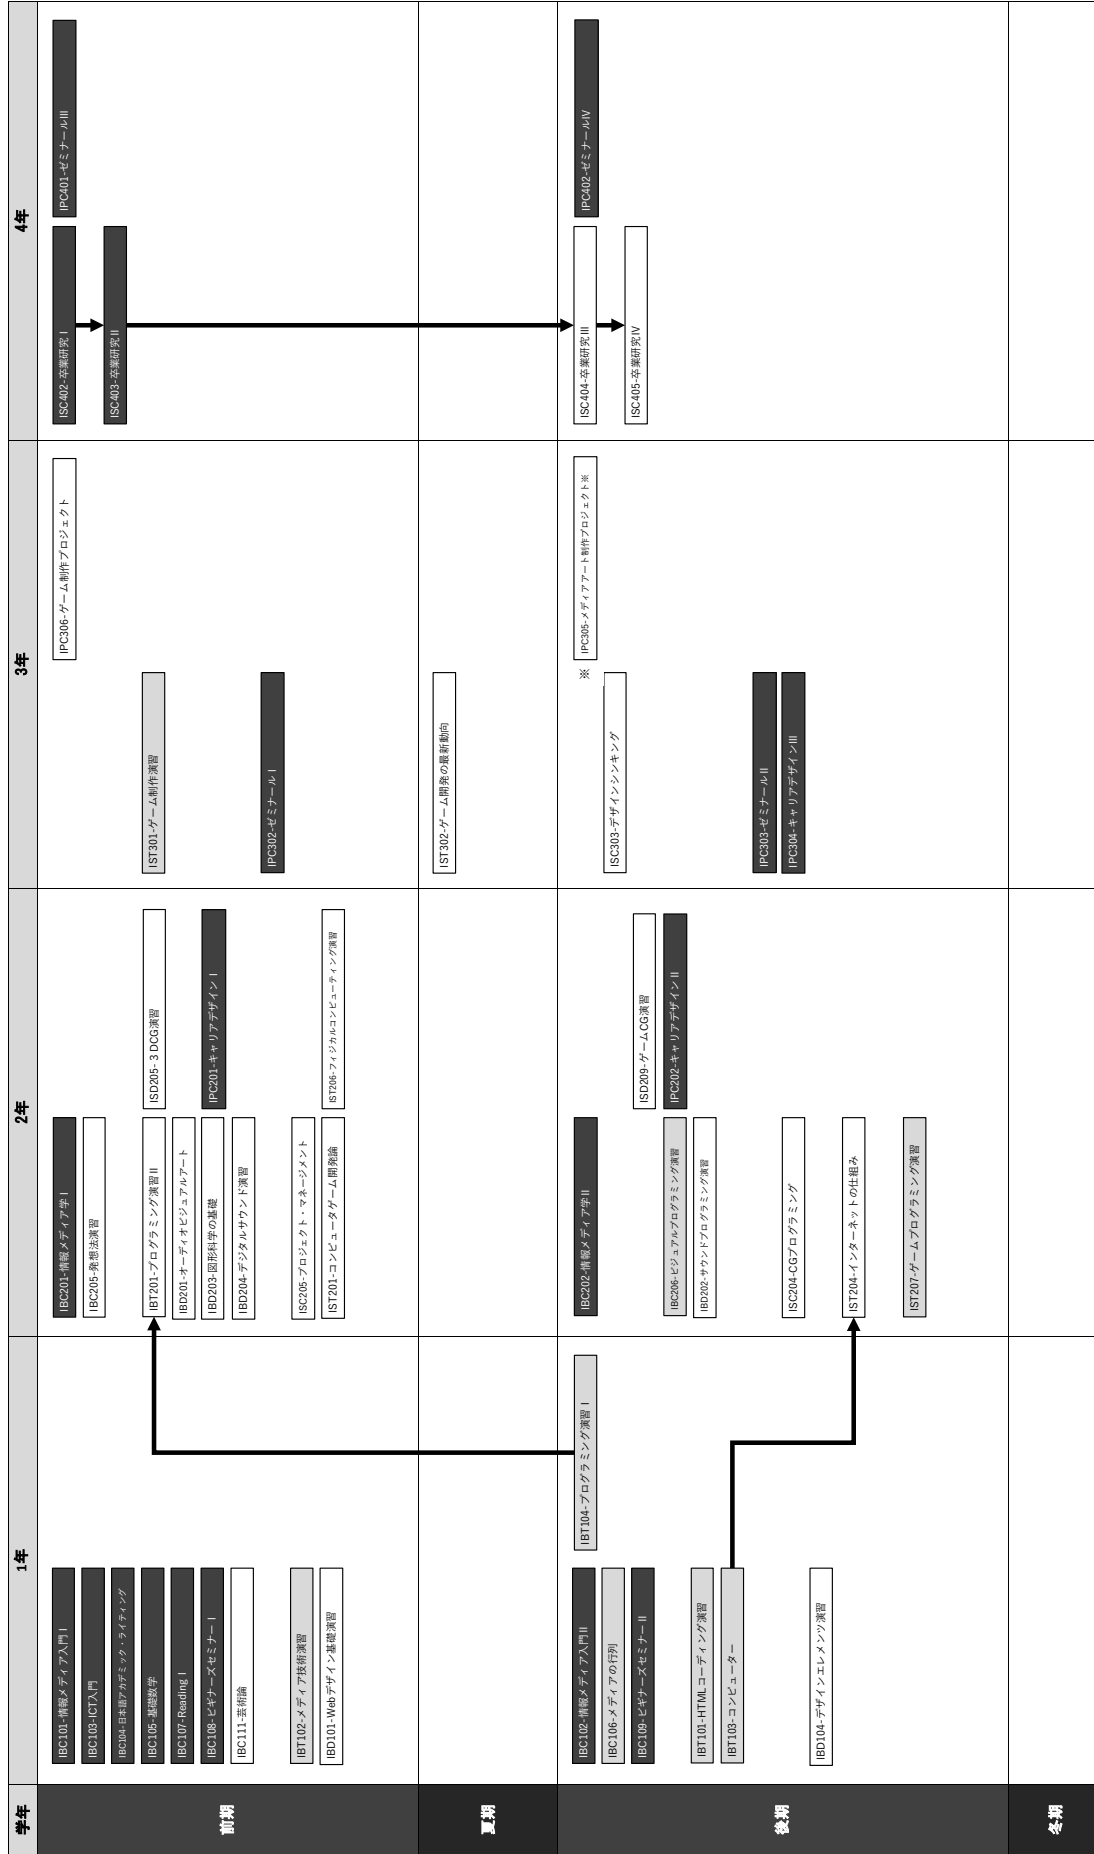 学年
1年
2年
3年
4年
前期
IBC101-情報メディア入門 I
IBC103-ICT入門
IBC104-日本語アカデミック・ライティング
IBC105-基礎数学
IBC107-Reading I
IBC108-ビギナーズセミナー I
IBC111-芸術論
IBT102-メディア技術演習
IBD101-Webデザイン基礎演習
IBC201-情報メディア学 I
IBC205-発想法演習
IBT201-プログラミング演習 II
IBD201-オーディオビジュアルアート
IBD203-図形科学の基礎
IBD204-デジタルサウンド演習
ISC205-プロジェクト・マネージメント
IST201-コンピュータゲーム開発論
ISD205-３DCG演習
IPC201-キャリアデザイン I
IST206-フィジカルコンピューティング演習
IST301-ゲーム制作演習
IPC302-ゼミナール I
IPC306-ゲーム制作プロジェクト
ISC402-卒業研究 I
ISC403-卒業研究 II
IPC401-ゼミナールIII
夏期
IST302-ゲーム開発の最新動向
後期
IBC102-情報メディア入門 II
IBC106-メディアの行列
IBC109-ビギナーズセミナー II
IBT101-HTMLコーディング演習
IBT103-コンピューター
IBD104-デザインエレメンツ演習
IBT104-プログラミング演習 I
IBC202-情報メディア学 II
IBC206-ビジュアルプログラミング演習
IBD202-サウンドプログラミング演習
ISC204-CGプログラミング
IST204-インターネットの仕組み
IST207-ゲームプログラミング演習
ISD209-ゲームCG演習
IPC202-キャリアデザイン II
※
ISC303-デザインシンキング
IPC303-ゼミナール II
IPC304-キャリアデザインIII
IPC305-メディアアート制作プロジェクト※
ISC404-卒業研究III
ISC405-卒業研究IV
IPC402-ゼミナールIV
冬期